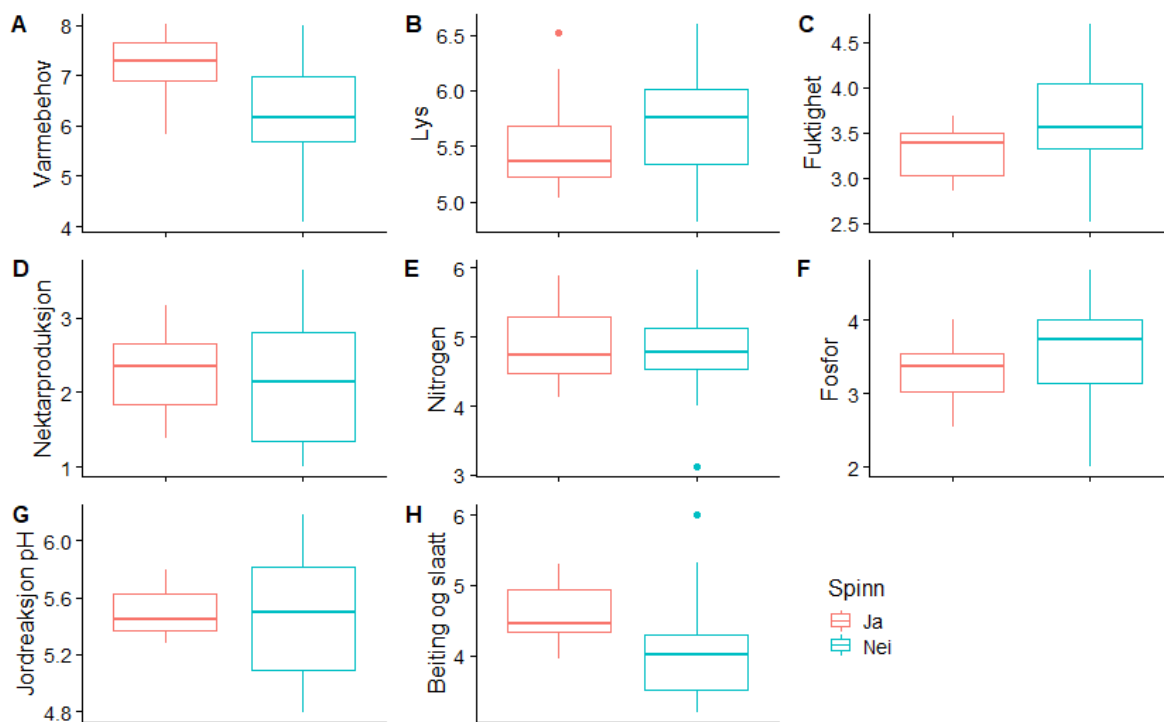 A
Varmebehov
8
7
6
5
4
B
Lys
6.5
6.0
5.5
5.0
C
Fuktighet
4.5
4.0
3.5
3.0
2.5
D
Nektarproduksjon
3
2
1
E
Nitrogen
6
5
4
3
F
Fosfor
4
3
2
G
Jordreaksjon pH
6.0
5.6
5.2
4.8
H
Beiting og slaatt
6
5
4
Spinn
Ja
Nei